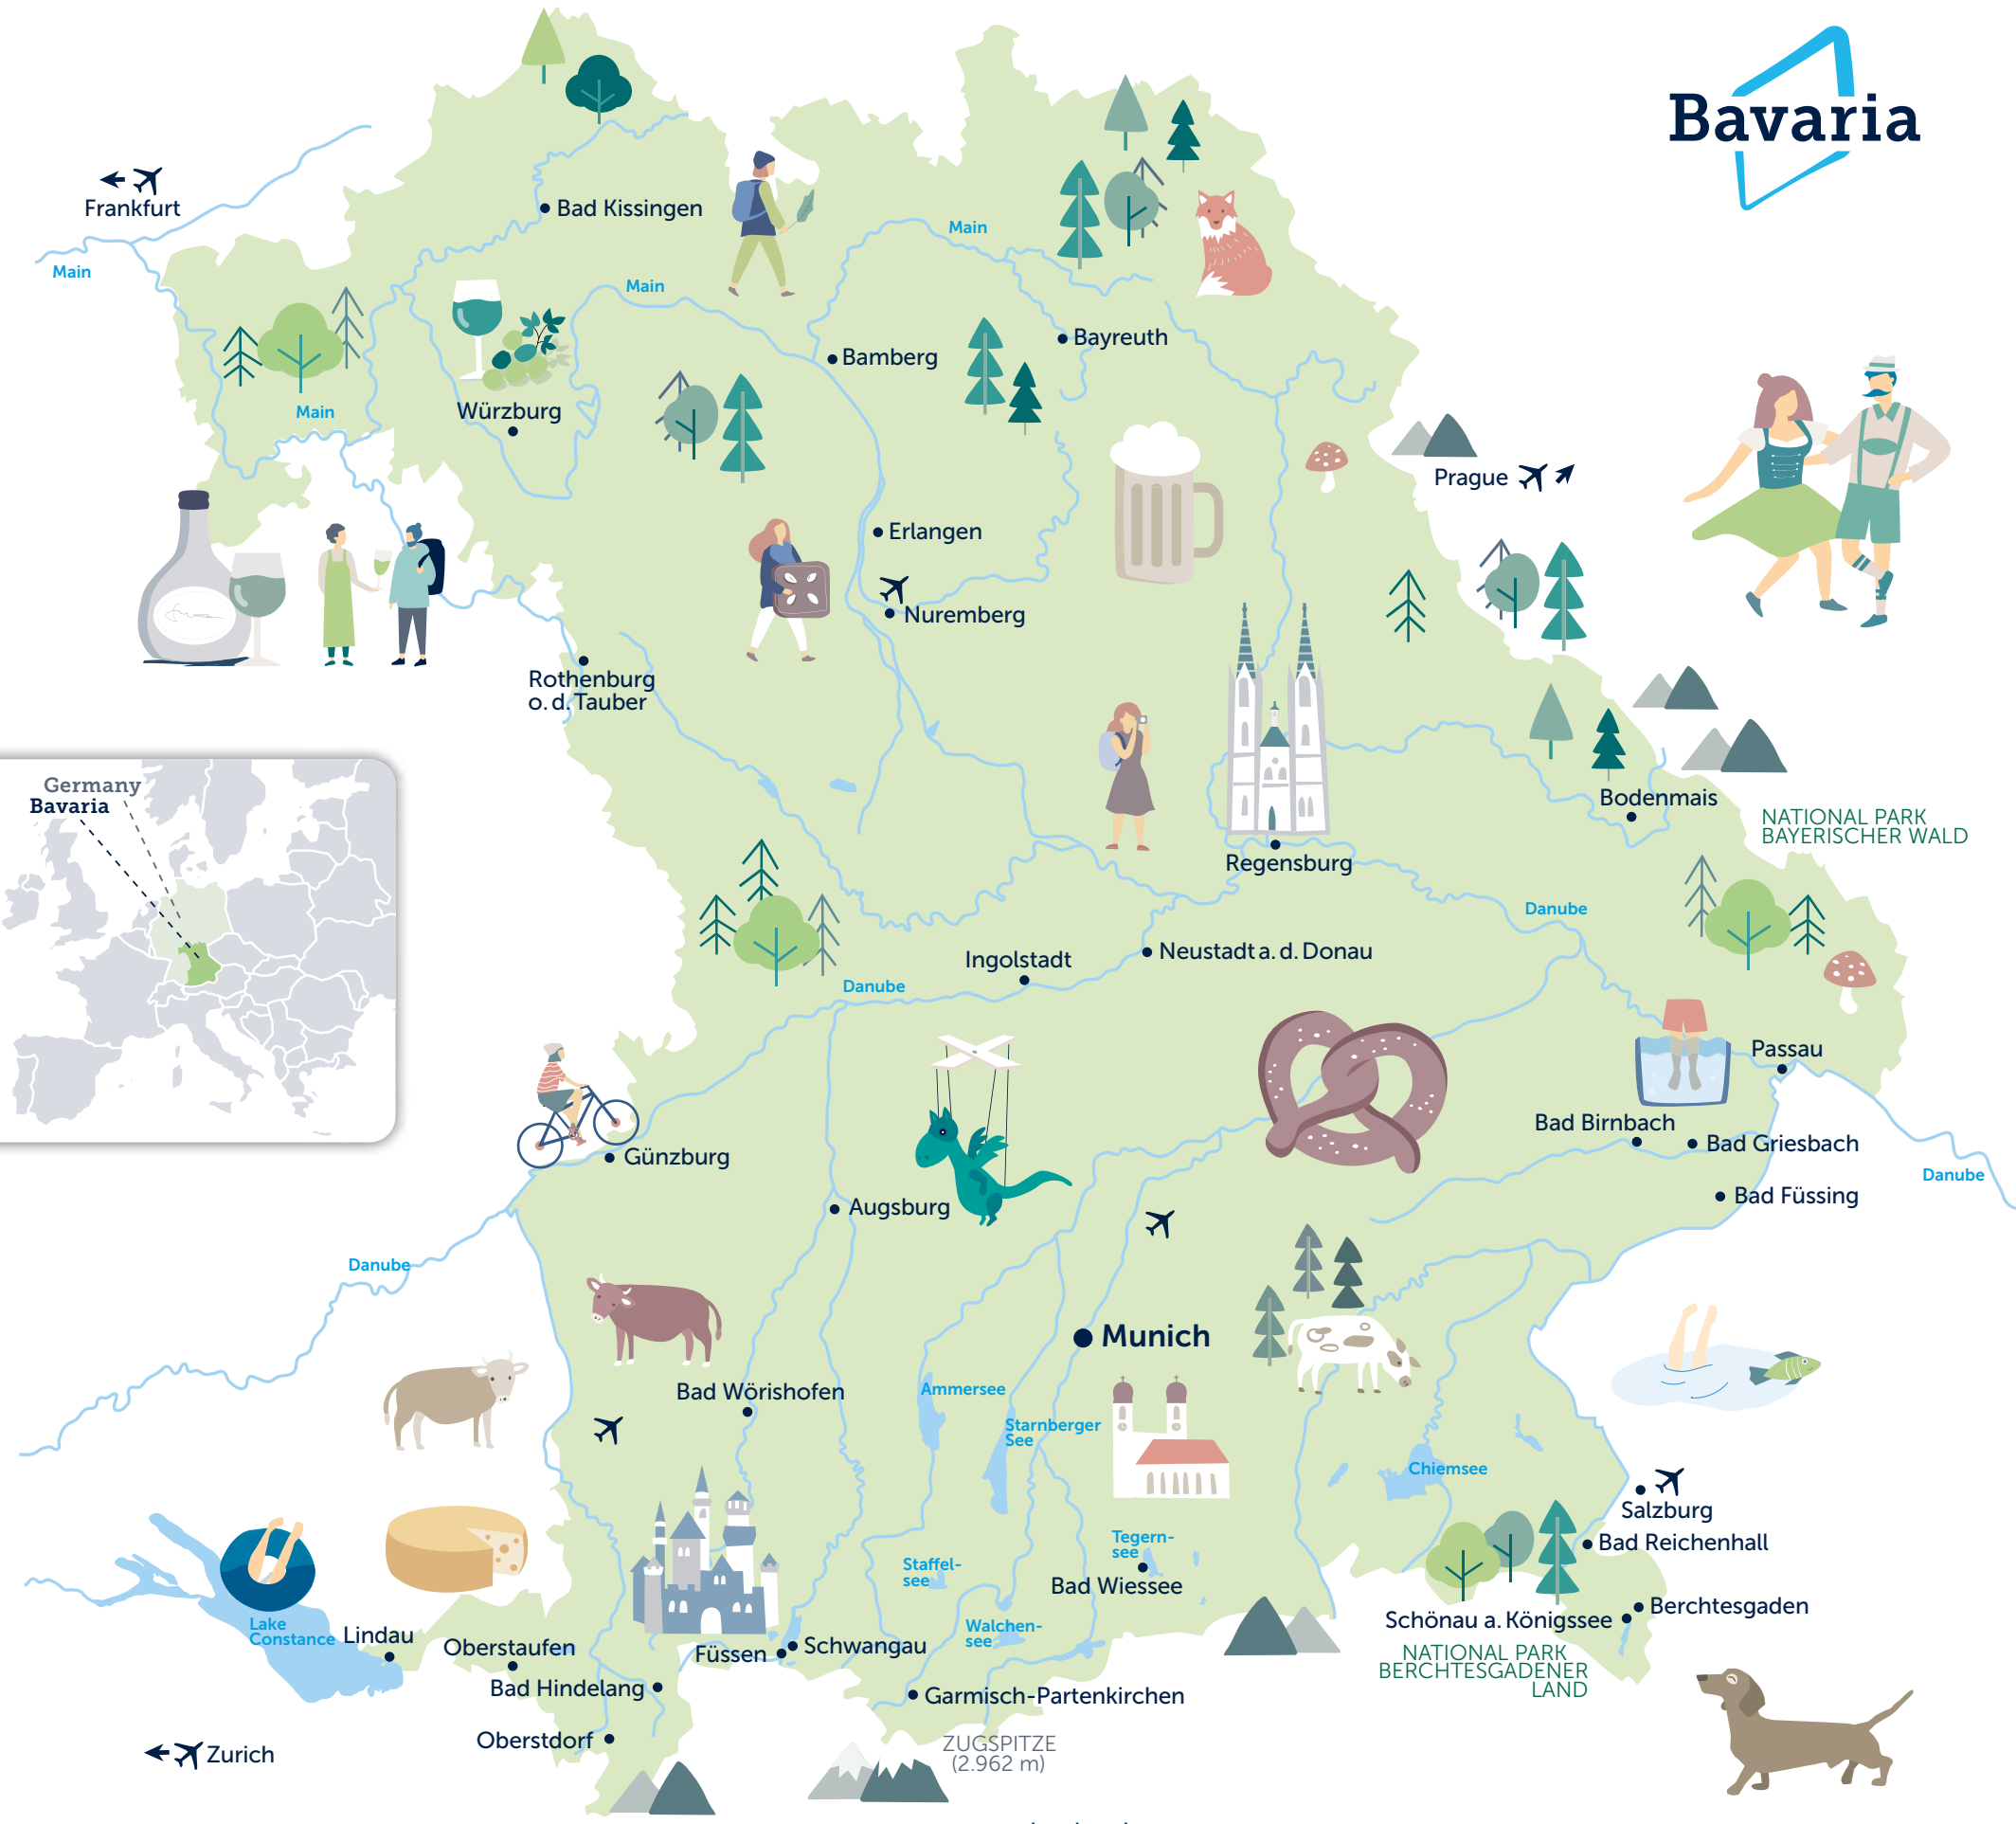 Bavaria
Frankfurt
Main
Bad Kissingen
Main
Main
Main
Bayreuth
Bamberg
Würzburg
Prague
Erlangen
Nuremberg
Rothenburg
o. d. Tauber
Germany
Bavaria
Bodenmais
NATIONAL PARK
BAYERISCHER WALD
Regensburg
Danube
Neustadt a. d. Donau
Ingolstadt
Danube
Passau
Bad Birnbach
Bad Griesbach
Günzburg
Danube
Bad Füssing
Augsburg
Danube
Munich
Bad Wörishofen
Ammersee
Starnberger
See
Chiemsee
Salzburg
Bad Reichenhall
Tegern-
see
Staffel-
see
Bad Wiessee
Berchtesgaden
Schönau a. Königssee
Lake
Constance
Lindau
Walchen-
see
Oberstaufen
Füssen
Schwangau
NATIONAL PARK
BERCHTESGADENER
LAND
Bad Hindelang
Garmisch-Partenkirchen
Oberstdorf
ZUGSPITZE
(2.962 m)
Zurich